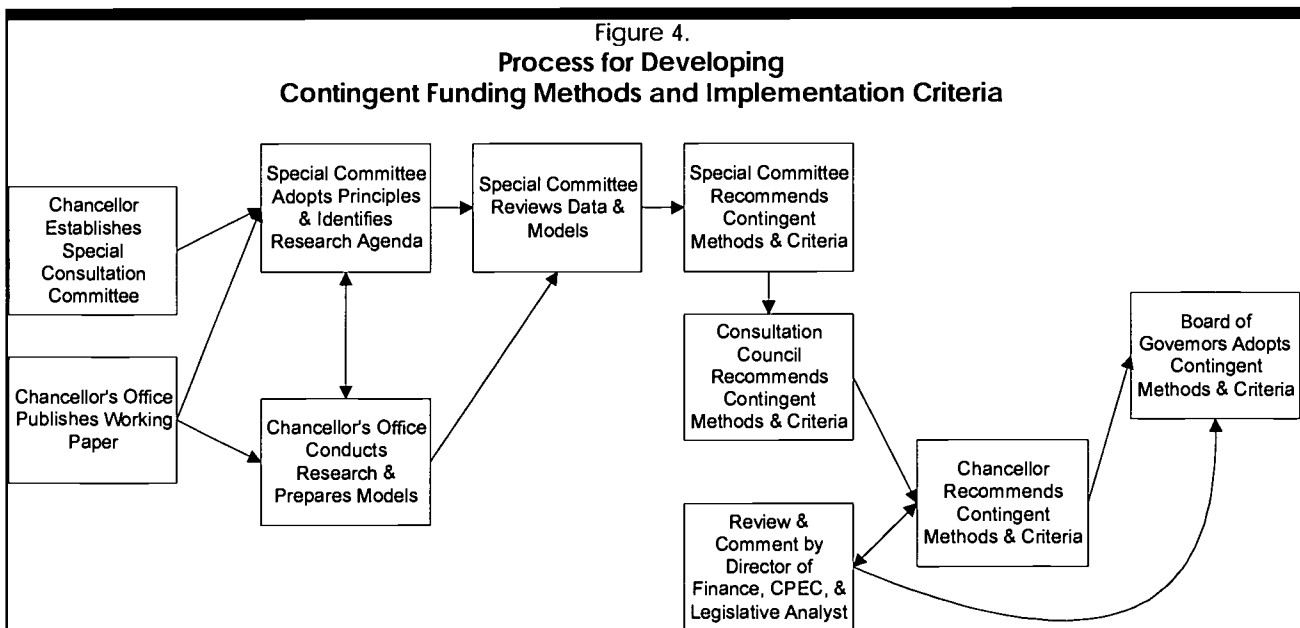 Figure 4.
Process for Developing
Contingent Funding Methods and Implementation Criteria
Chancellor
Establishes
Special
Consultation
Committee
Chancellor's Office
Publishes Working
Paper
Special Committee
Adopts Principles
& Identifies
Research Agenda
Chancellor's Office
Conducts
Research &
Prepares Models
Special Committee
Reviews Data &
Models
Special Committee
Recommends
Contingent
Methods & Criteria
Consultation
Council
Recommends
Contingent
Methods & Criteria
Review &
Comment by
Director of
Finance, CPEC, &
Legislative Analyst
Chancellor
Recommends
Contingent
Methods & Criteria
Board of
Governors Adopts
Contingent
Methods & Criteria